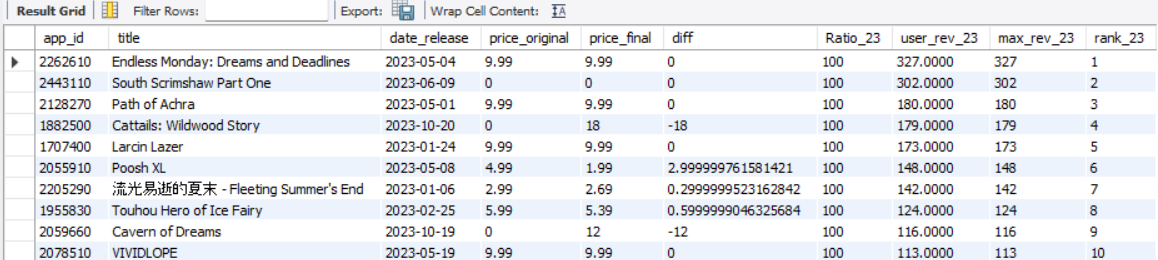 Result Grid Filter Rows: Export: Wrap Cell Content: IA
app_id title date_release price_original price_final diff Ratio_23 user_rev_23 max_rev_23 rank_23
2262610 Endless Monday: Dreams and Deadlines 2023-05-04 9.99 9.99 0 100 327.0000 327 1
2443110 South Scrimshaw Part One 2023-06-09 0 0 0 100 302.0000 302 2
2128270 Path of Achra 2023-05-01 9.99 9.99 0 100 180.0000 180 3
1882500 Cattails: Wildwood Story 2023-10-20 0 18 -18 100 179.0000 179 4
1707400 Larcin Lazer 2023-01-24 9.99 9.99 0 100 173.0000 173 5
2055910 Poosh XL 2023-05-08 4.99 1.99 2.999999761581421 100 148.0000 148 6
2205290 流光易逝的夏末 - Fleeting Summer's End 2023-01-06 2.99 2.69 0.2999999523162842 100 142.0000 142 7
1955830 Touhou Hero of Ice Fairy 2023-02-25 5.99 5.39 0.5999999046325684 100 124.0000 124 8
2059660 Cavern of Dreams 2023-10-19 0 12 -12 100 116.0000 116 9
2078510 VIVIDLOPE 2023-05-19 9.99 9.99 0 100 113.0000 113 10